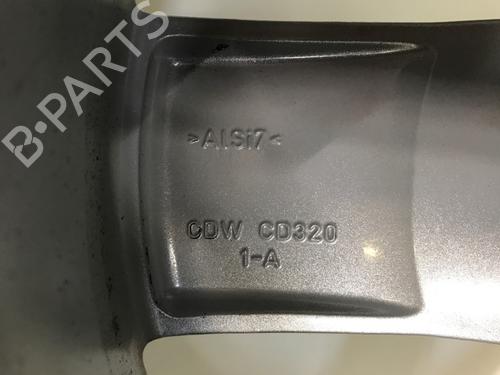 B-PARTS
>AlSi7<
CDW CD320
1-A